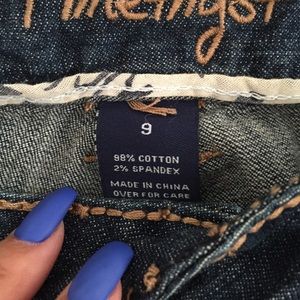 9
98% COTTON
2% SPANDEX
MADE IN CHINA
OVER FOR CARE